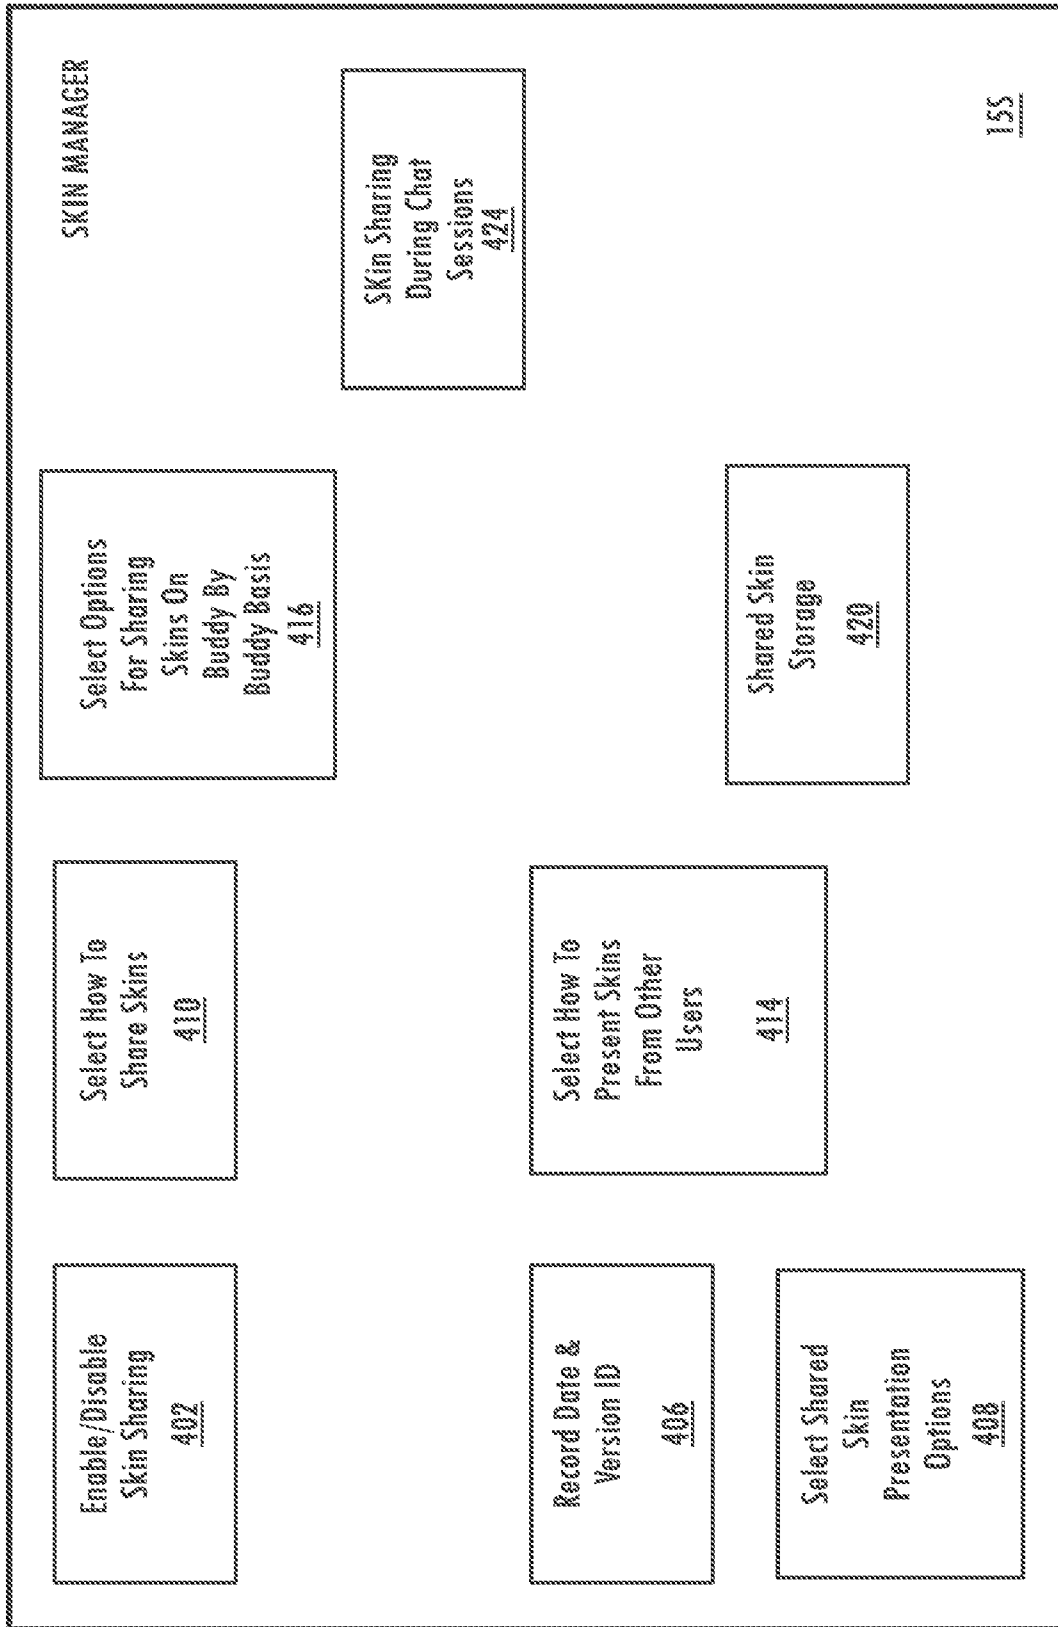 SKIN MANAGER
Enable/Disable
Skin Sharing
402
Select How To
Share Skins
410
Select Options
For Sharing
Skins On
Buddy By
Buddy Basis
416
SKin Sharing
During Chat
Sessions
424
Record Date &
Version ID
406
Select How To
Present Skins
From Other
Users
414
Shared Skin
Storage
420
Select Shared
Skin
Presentation
Options
408
155